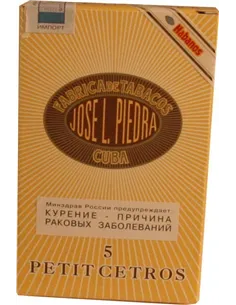 ИМПОРТ
Habanos
FABRICA DE TABACOS
JOSE L. PIEDRA
CUBA
Минздрав России предупреждает
КУРЕНИЕ - ПРИЧИНА
РАКОВЫХ ЗАБОЛЕВАНИЙ
5
PETIT CETROS